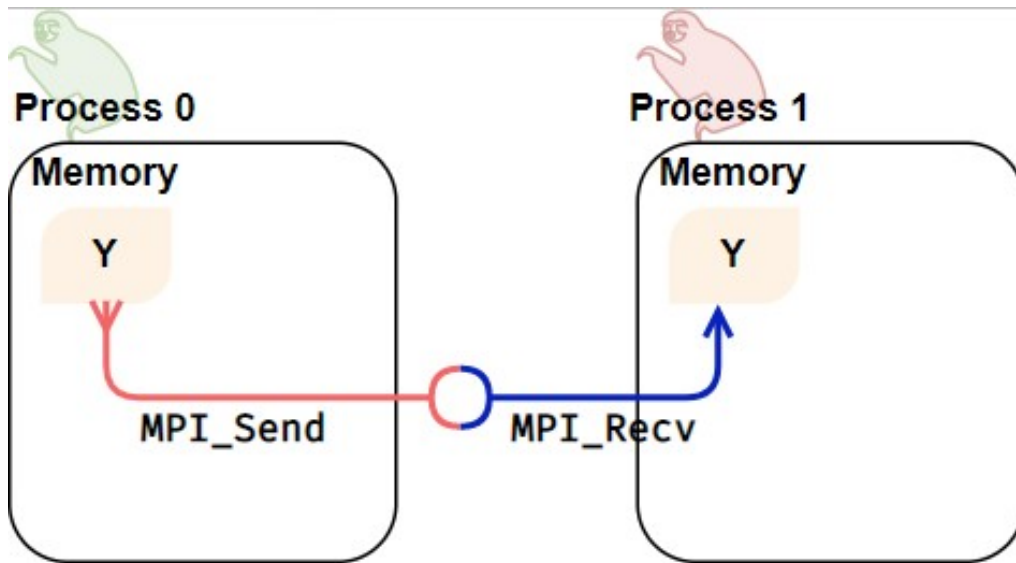 Process 0
Process 1
Memory
Memory
Y
Y
MPI_Send
MPI_Recv